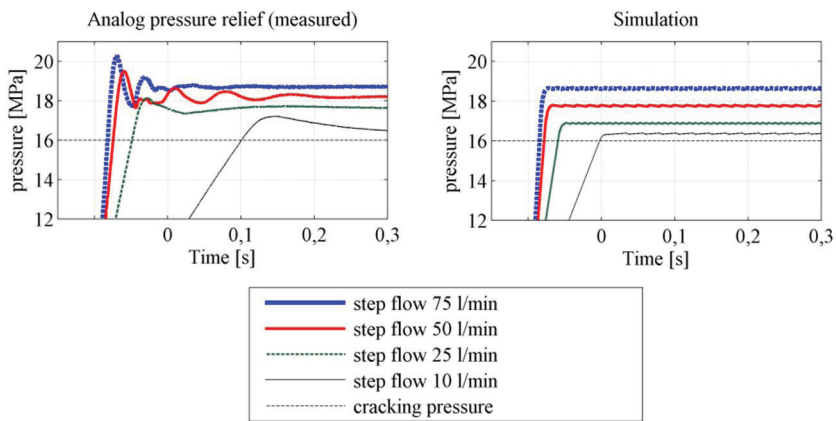 Analog pressure relief (measured)
pressure [MPa]
20
18
16
14
12
0
0,1
0,2
0,3
Time [s]
Simulation
pressure [MPa]
20
18
16
14
12
0
0,1
0,2
0,3
Time [s]
step flow 75 l/min
step flow 50 l/min
step flow 25 l/min
step flow 10 l/min
cracking pressure